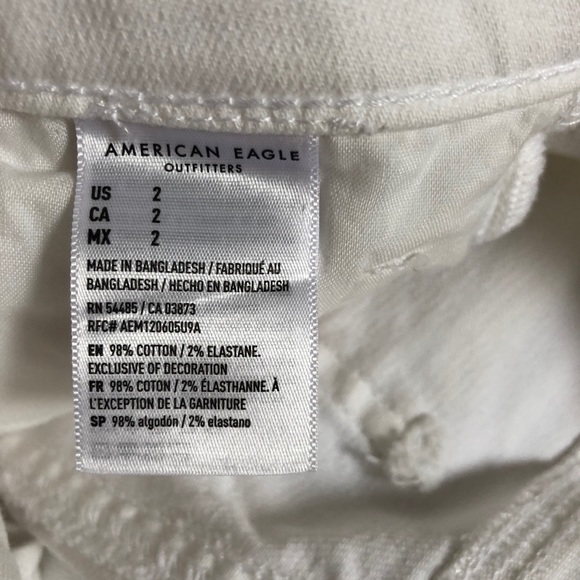 AMERICAN EAGLE
OUTFITTERS
US 2
CA 2
MX 2
MADE IN BANGLADESH / FABRIQUÉ AU
BANGLADESH / HECHO EN BANGLADESH
RN 54485 / CA 03873
RFC# AEM120605U9A
EN 98% COTTON / 2% ELASTANE.
EXCLUSIVE OF DECORATION
FR 98% COTON / 2% ÉLASTHANNE. À
L'EXCEPTION DE LA GARNITURE
SP 98% algodón / 2% elastano